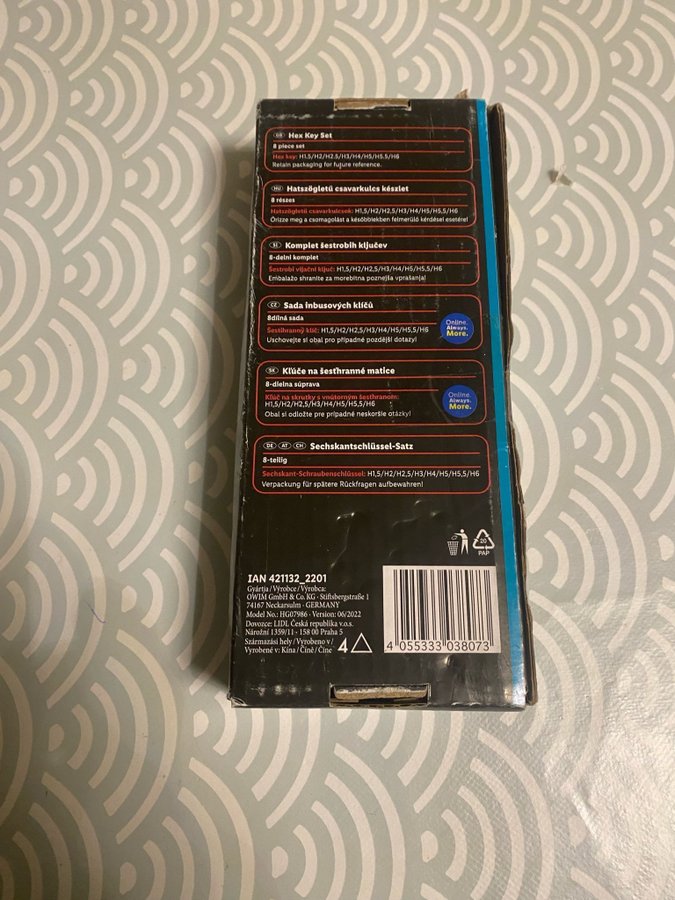 GB Hex Key Set
8 piece set
Hex key: H1.5/H2/H2.5/H3/H4/H5/H5.5/H6
Retain packaging for future reference.
HU Hatszögletű csavarkulcs készlet
8 részes
Hatszögletű csavarkulcsok: H1,5/H2/H2,5/H3/H4/H5/H5,5/H6
Őrizze meg a csomagolást a későbbiekben felmerülő kérdései esetére!
SI Komplet šestrobih ključev
8-delni komplet
Šestrobi vijačni ključ: H1,5/H2/H2,5/H3/H4/H5/H5,5/H6
Embalažo shranite za morebitna poznejša vprašanja!
CZ Sada inbusových klíčů
8dílná sada
Šestihranný klíč: H1,5/H2/H2,5/H3/H4/H5/H5,5/H6
Uschovejte si obal pro případné pozdější dotazy!
Online.
Always.
More.
SK Kľúče na šesťhranné matice
8-dielna súprava
Kľúč na skrutky s vnútorným šesťhranom:
H1,5/H2/H2,5/H3/H4/H5/H5,5/H6
Obal si odložte pre prípadné neskoršie otázky!
Online.
Always.
More.
DE AT CH Sechskantschlüssel-Satz
8-teilig
Sechskant-Schraubenschlüssel: H1,5/H2/H2,5/H3/H4/H5/H5,5/H6
Verpackung für spätere Rückfragen aufbewahren!
20
PAP
IAN 421132_2201
Gyártja / Výrobce / Výrobca:
OWIM GmbH & Co. KG · Stiftsbergstraße 1
74167 Neckarsulm · GERMANY
Model No.: HG07986 · Version: 06/2022
Dovozce: LIDL Česká republika v.o.s.
Nárožní 1359/11 · 158 00 Praha 5
Származási hely / Vyrobeno v /
Vyrobené v: Kína / Číně / Číne
4
4 055333 038073